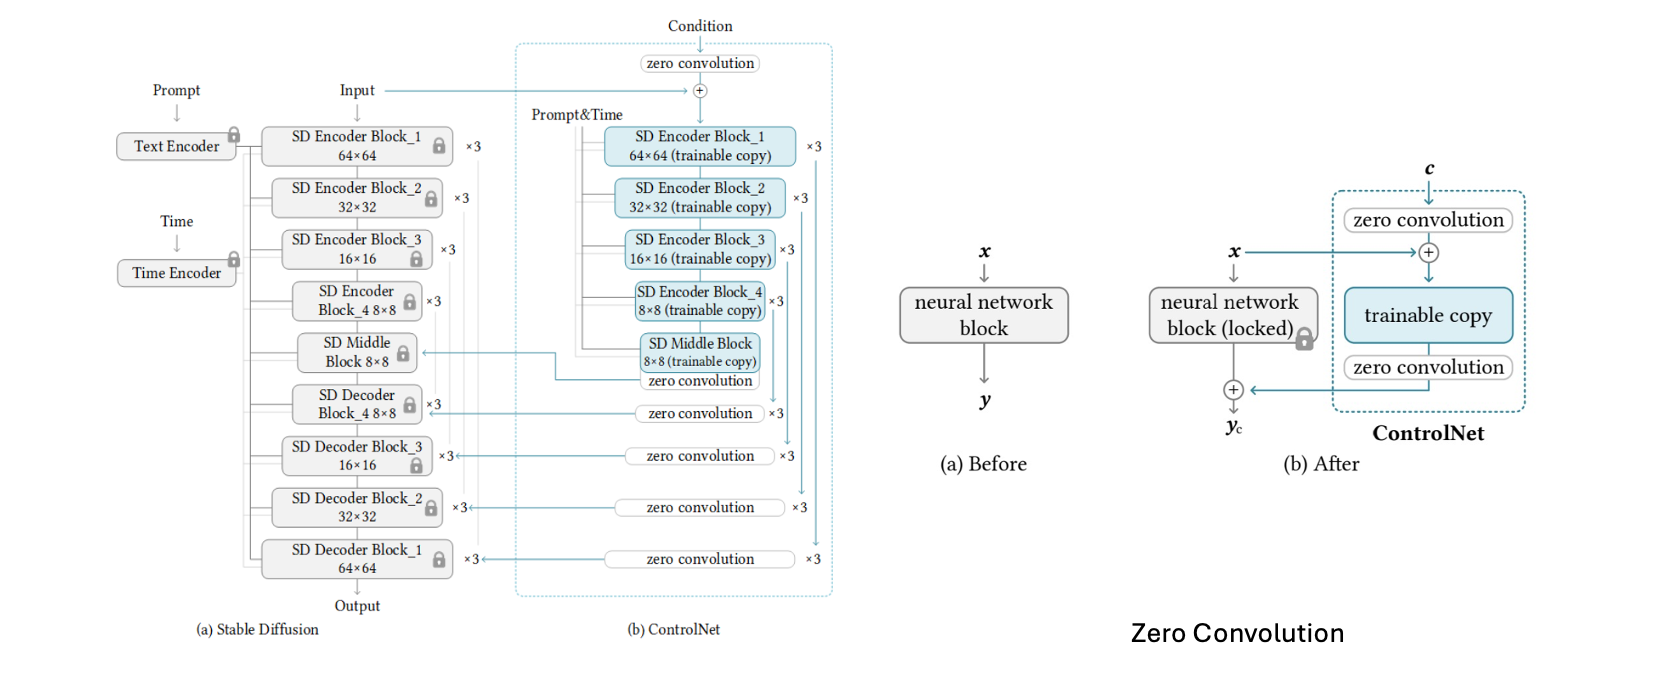 Prompt
Text Encoder
Time
Time Encoder
Input
SD Encoder Block_1
64×64
×3
SD Encoder Block_2
32×32
×3
SD Encoder Block_3
16×16
×3
SD Encoder
Block_4 8×8
×3
SD Middle
Block 8×8
SD Decoder
Block_4 8×8
×3
SD Decoder Block_3
16×16
×3
SD Decoder Block_2
32×32
×3
SD Decoder Block_1
64×64
×3
Output
(a) Stable Diffusion
Condition
zero convolution
+
Prompt&Time
SD Encoder Block_1
64×64 (trainable copy)
×3
SD Encoder Block_2
32×32 (trainable copy)
×3
SD Encoder Block_3
16×16 (trainable copy)
×3
SD Encoder Block_4
8×8 (trainable copy)
×3
SD Middle Block
8×8 (trainable copy)
zero convolution
zero convolution
×3
zero convolution
×3
zero convolution
×3
zero convolution
×3
(b) ControlNet
x
neural network
block
y
(a) Before
c
zero convolution
x
+
neural network
block (locked)
trainable copy
zero convolution
+
y꜀
ControlNet
(b) After
Zero Convolution